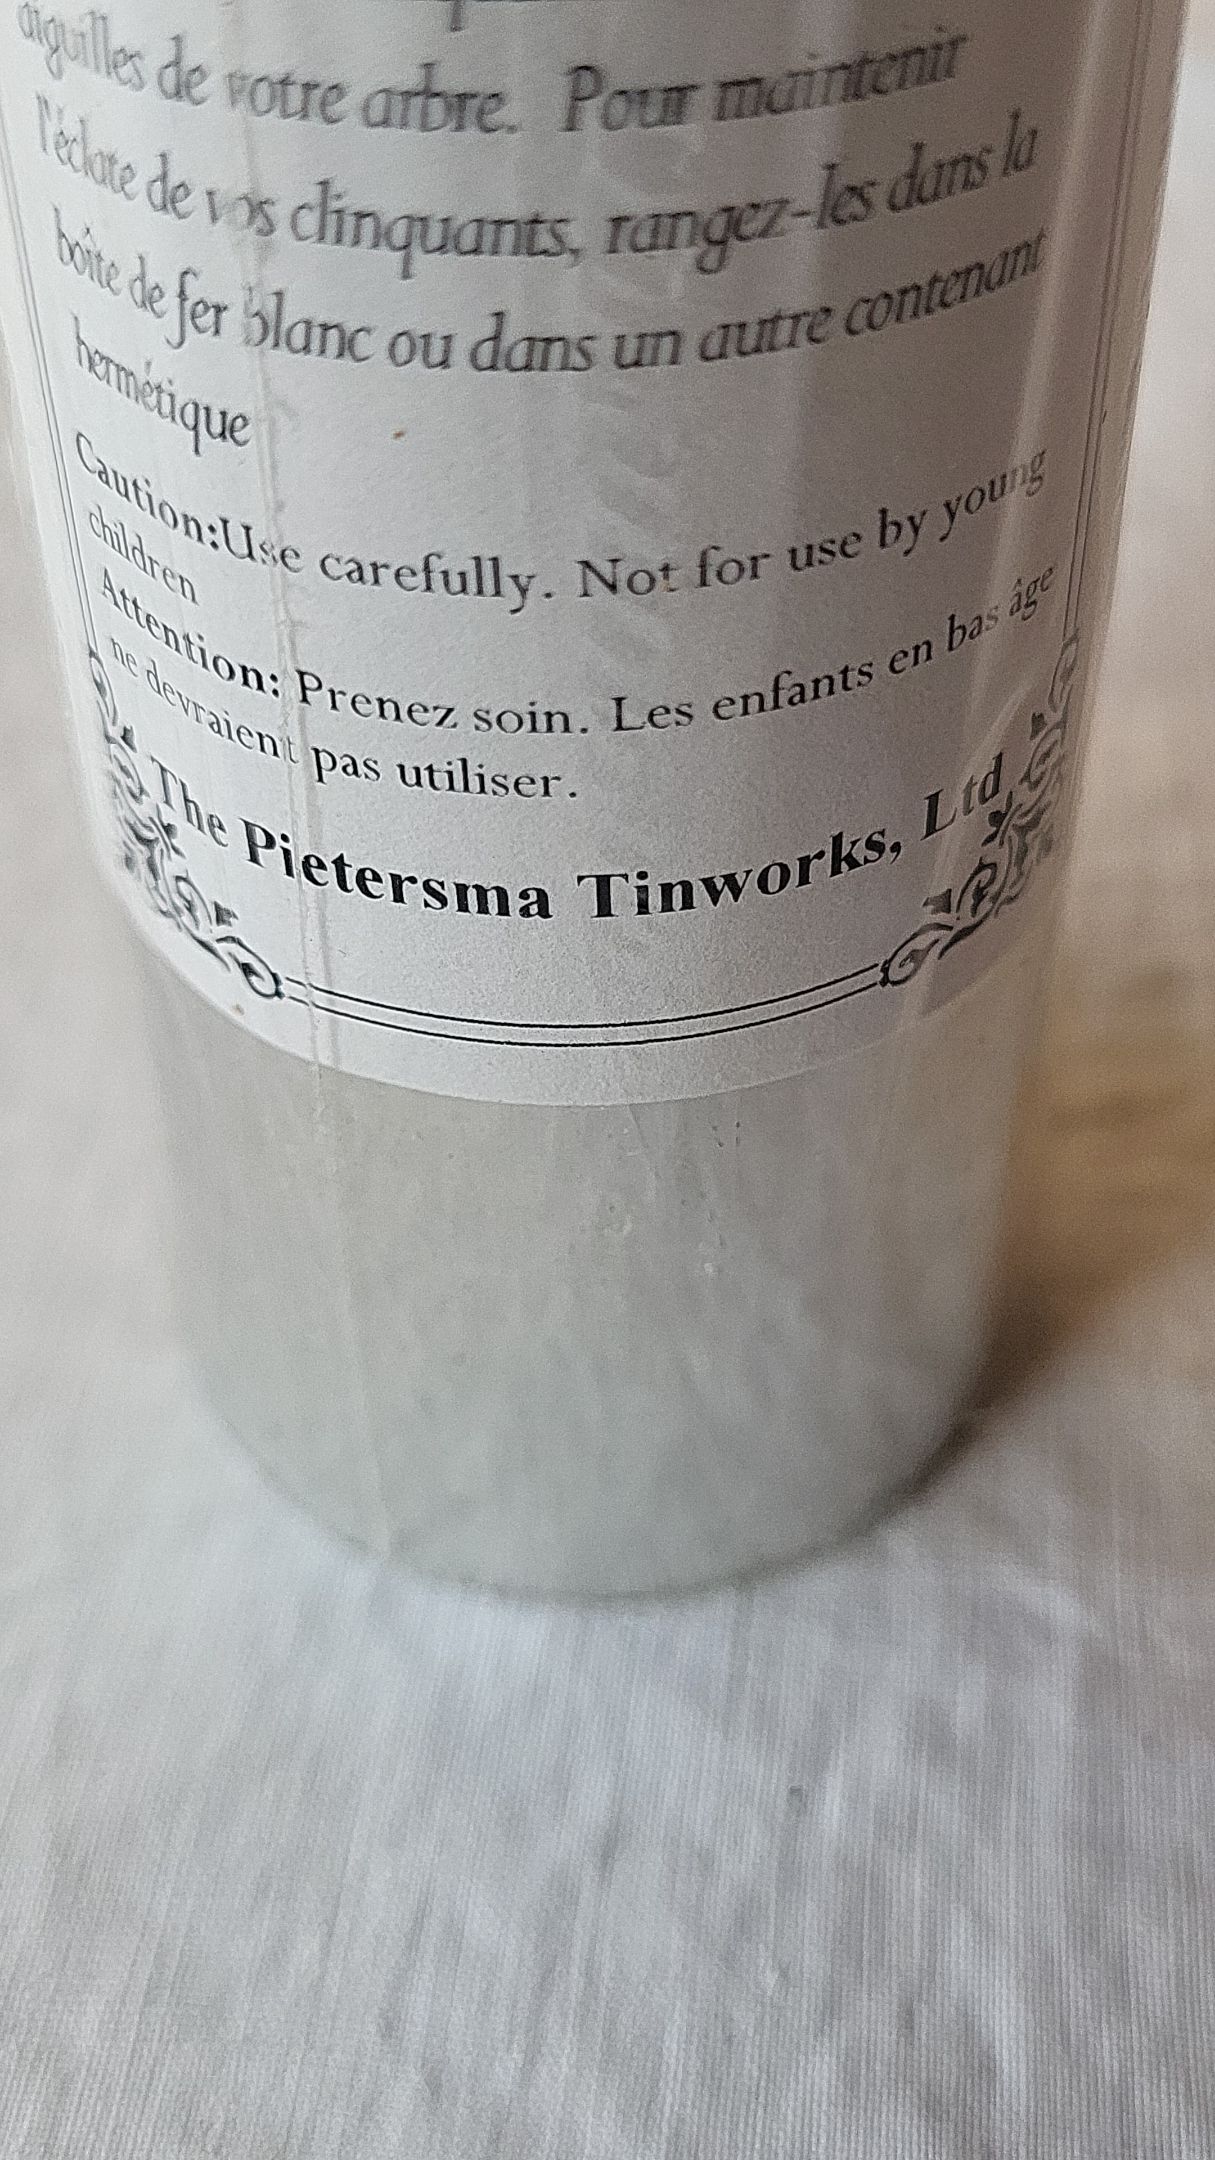 aiguilles de votre arbre. Pour maintenir
l'éclate de vos clinquants, rangez-les dans la
boîte de fer blanc ou dans un autre contenant
hermétique
Caution:Use carefully. Not for use by young
children
Attention: Prenez soin. Les enfants en bas âge
ne devraient pas utiliser.
The Pietersma Tinworks, Ltd